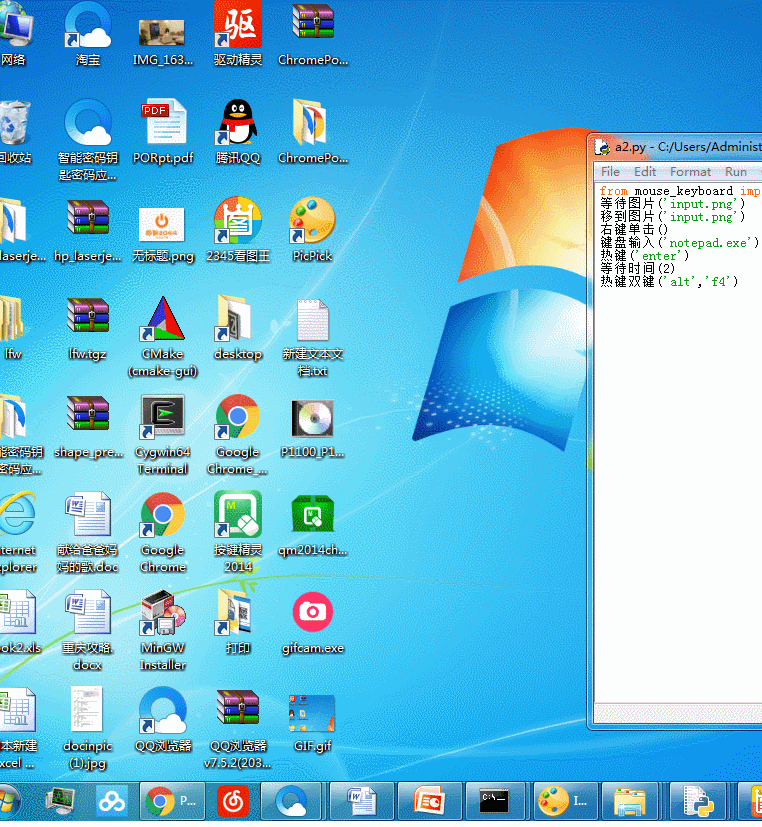 网络
淘宝
IMG_163...
驱动精灵
ChromePo...
回收站
智能密码钥
匙密码应...
PDF
PORpt.pdf
腾讯QQ
ChromePo...
laserje...
hp_laserje...
无标题.png
2345看图王
PicPick
lfw
lfw.tgz
CMake
(cmake-gui)
desktop
新建文本文
档.txt
能密码钥
密码应...
shape_pre...
Cygwin64
Terminal
Google
Chrome_...
P1100_P1...
ternet
xplorer
献给爸爸妈
妈的歌.doc
Google
Chrome
按键精灵
2014
qm2014ch...
ok2.xls
重庆攻略.
docx
MinGW
Installer
打印
gifcam.exe
本新建
xcel ...
docinpic
(1).jpg
QQ浏览器
QQ浏览器
v7.5.2(203...
GIF.gif
a2.py - C:/Users/Administ
File Edit Format Run
from mouse_keyboard imp
等待图片('input.png')
移到图片('input.png')
右键单击()
键盘输入('notepad.exe')
热键('enter')
等待时间(2)
热键双键('alt','f4')
P...
I...